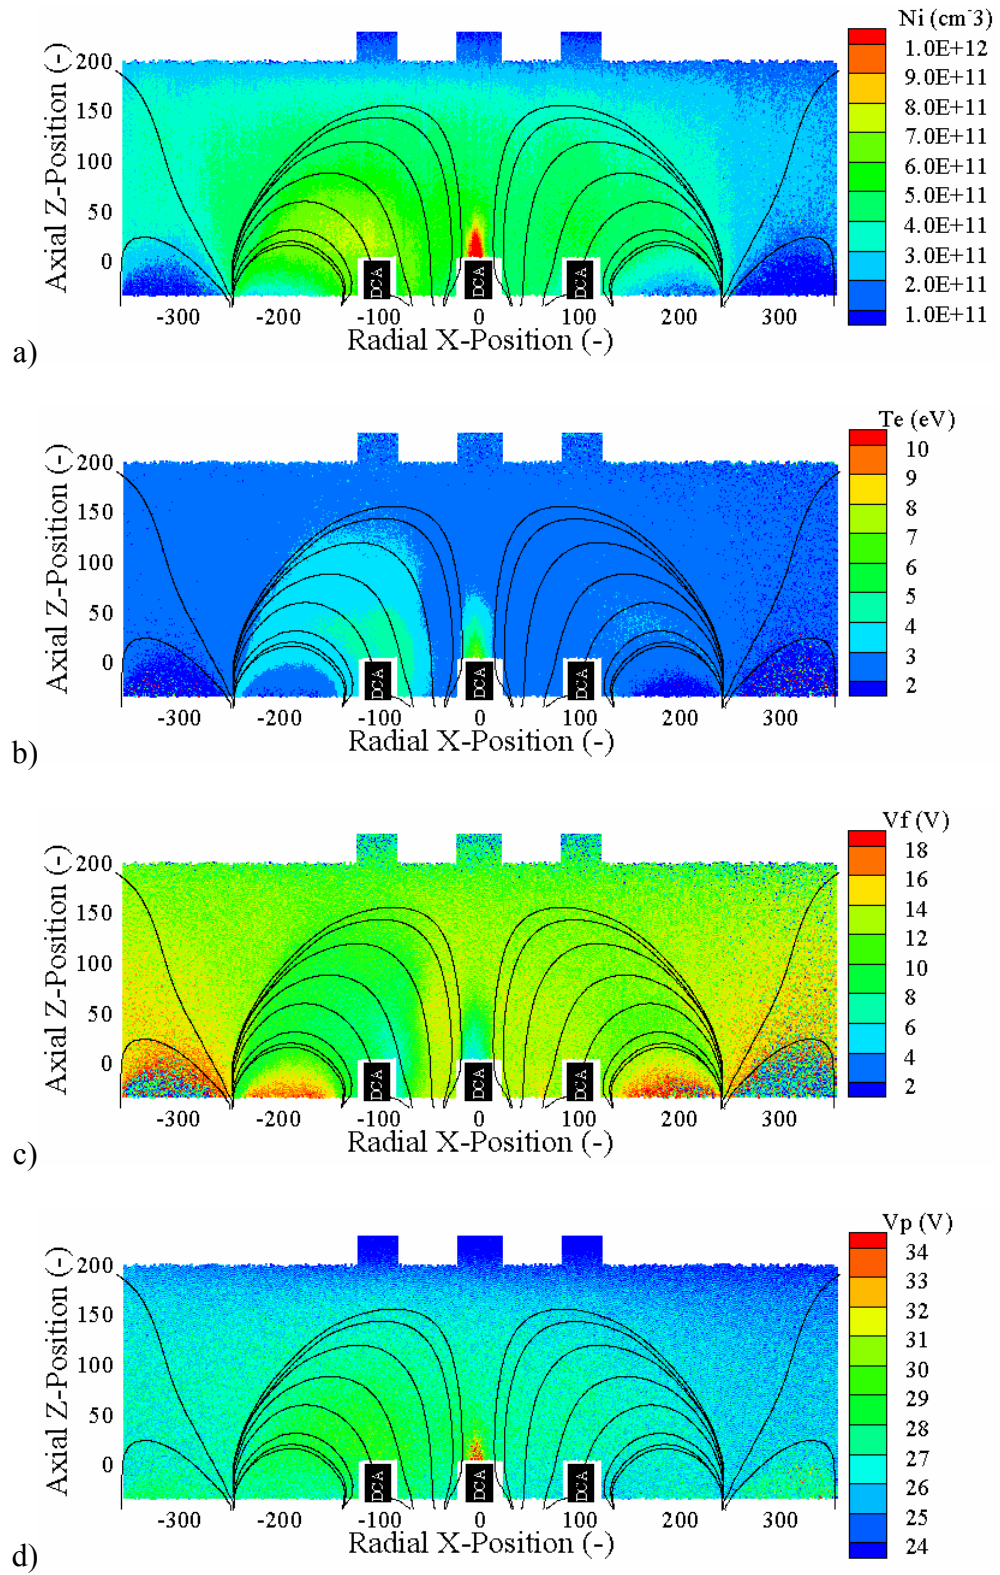 Ni (cm-3)
1.0E+12
9.0E+11
8.0E+11
7.0E+11
6.0E+11
5.0E+11
4.0E+11
3.0E+11
2.0E+11
1.0E+11
Axial Z-Position (-)
200
150
100
50
0
DCA DCA DCA
-300 -200 -100 0 100 200 300
Radial X-Position (-)
a)
Te (eV)
10
9
8
7
6
5
4
3
2
Axial Z-Position (-)
200
150
100
50
0
DCA DCA DCA
-300 -200 -100 0 100 200 300
Radial X-Position (-)
b)
Vf (V)
18
16
14
12
10
8
6
4
2
Axial Z-Position (-)
200
150
100
50
0
DCA DCA DCA
-300 -200 -100 0 100 200 300
Radial X-Position (-)
c)
Vp (V)
34
33
32
31
30
29
28
27
26
25
24
Axial Z-Position (-)
200
150
100
50
0
DCA DCA DCA
-300 -200 -100 0 100 200 300
Radial X-Position (-)
d)